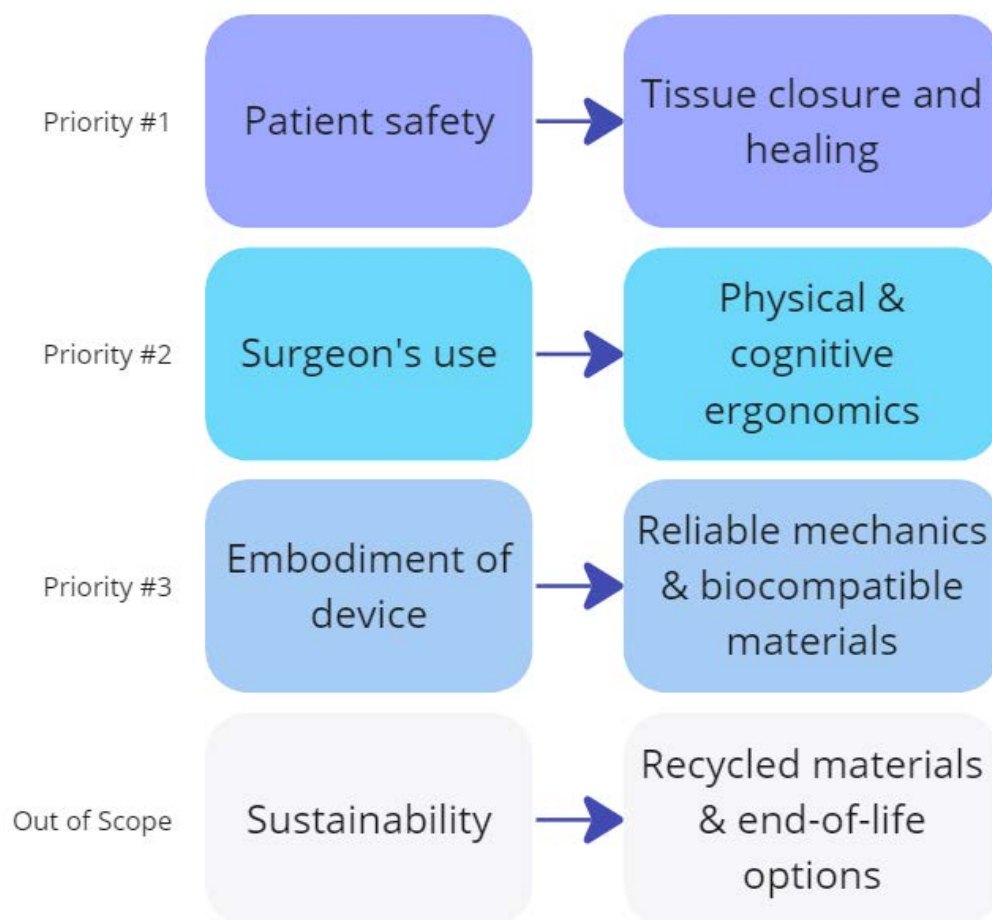 Priority #1
Patient safety
Tissue closure and
healing
Priority #2
Surgeon's use
Physical &
cognitive
ergonomics
Priority #3
Embodiment of
device
Reliable mechanics
& biocompatible
materials
Out of Scope
Sustainability
Recycled materials
& end-of-life
options